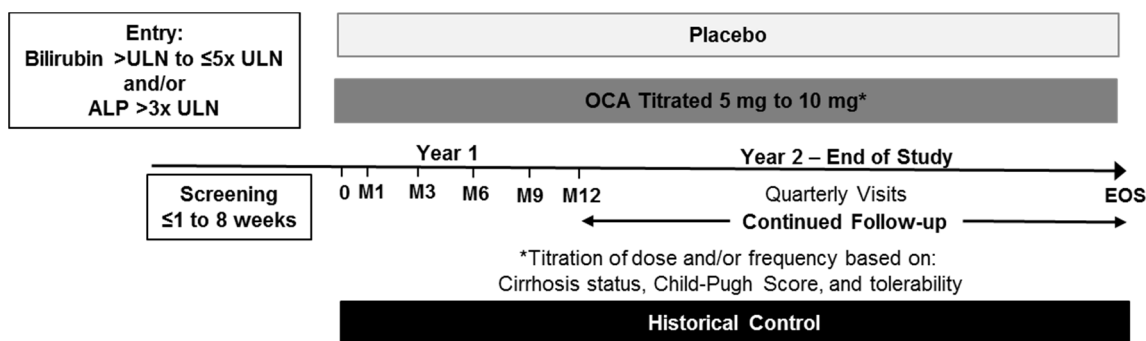 Entry:
Bilirubin >ULN to ≤5x ULN
and/or
ALP >3x ULN
Placebo
OCA Titrated 5 mg to 10 mg*
Year 1
Year 2 – End of Study
Screening
≤1 to 8 weeks
0 M1 M3 M6 M9 M12
Quarterly Visits
EOS
Continued Follow-up
*Titration of dose and/or frequency based on:
Cirrhosis status, Child-Pugh Score, and tolerability
Historical Control